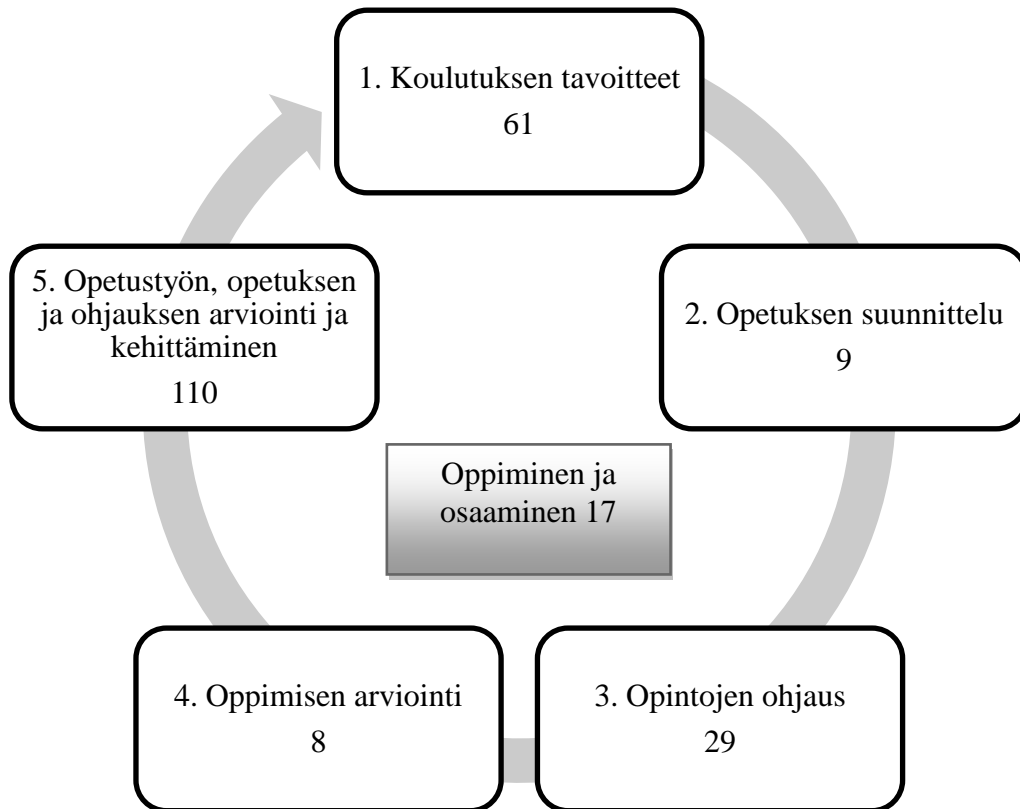 1. Koulutuksen tavoitteet
61
2. Opetuksen suunnittelu
9
3. Opintojen ohjaus
29
4. Oppimisen arviointi
8
5. Opetustyön, opetuksen
ja ohjauksen arviointi ja
kehittäminen
110
Oppiminen ja
osaaminen 17